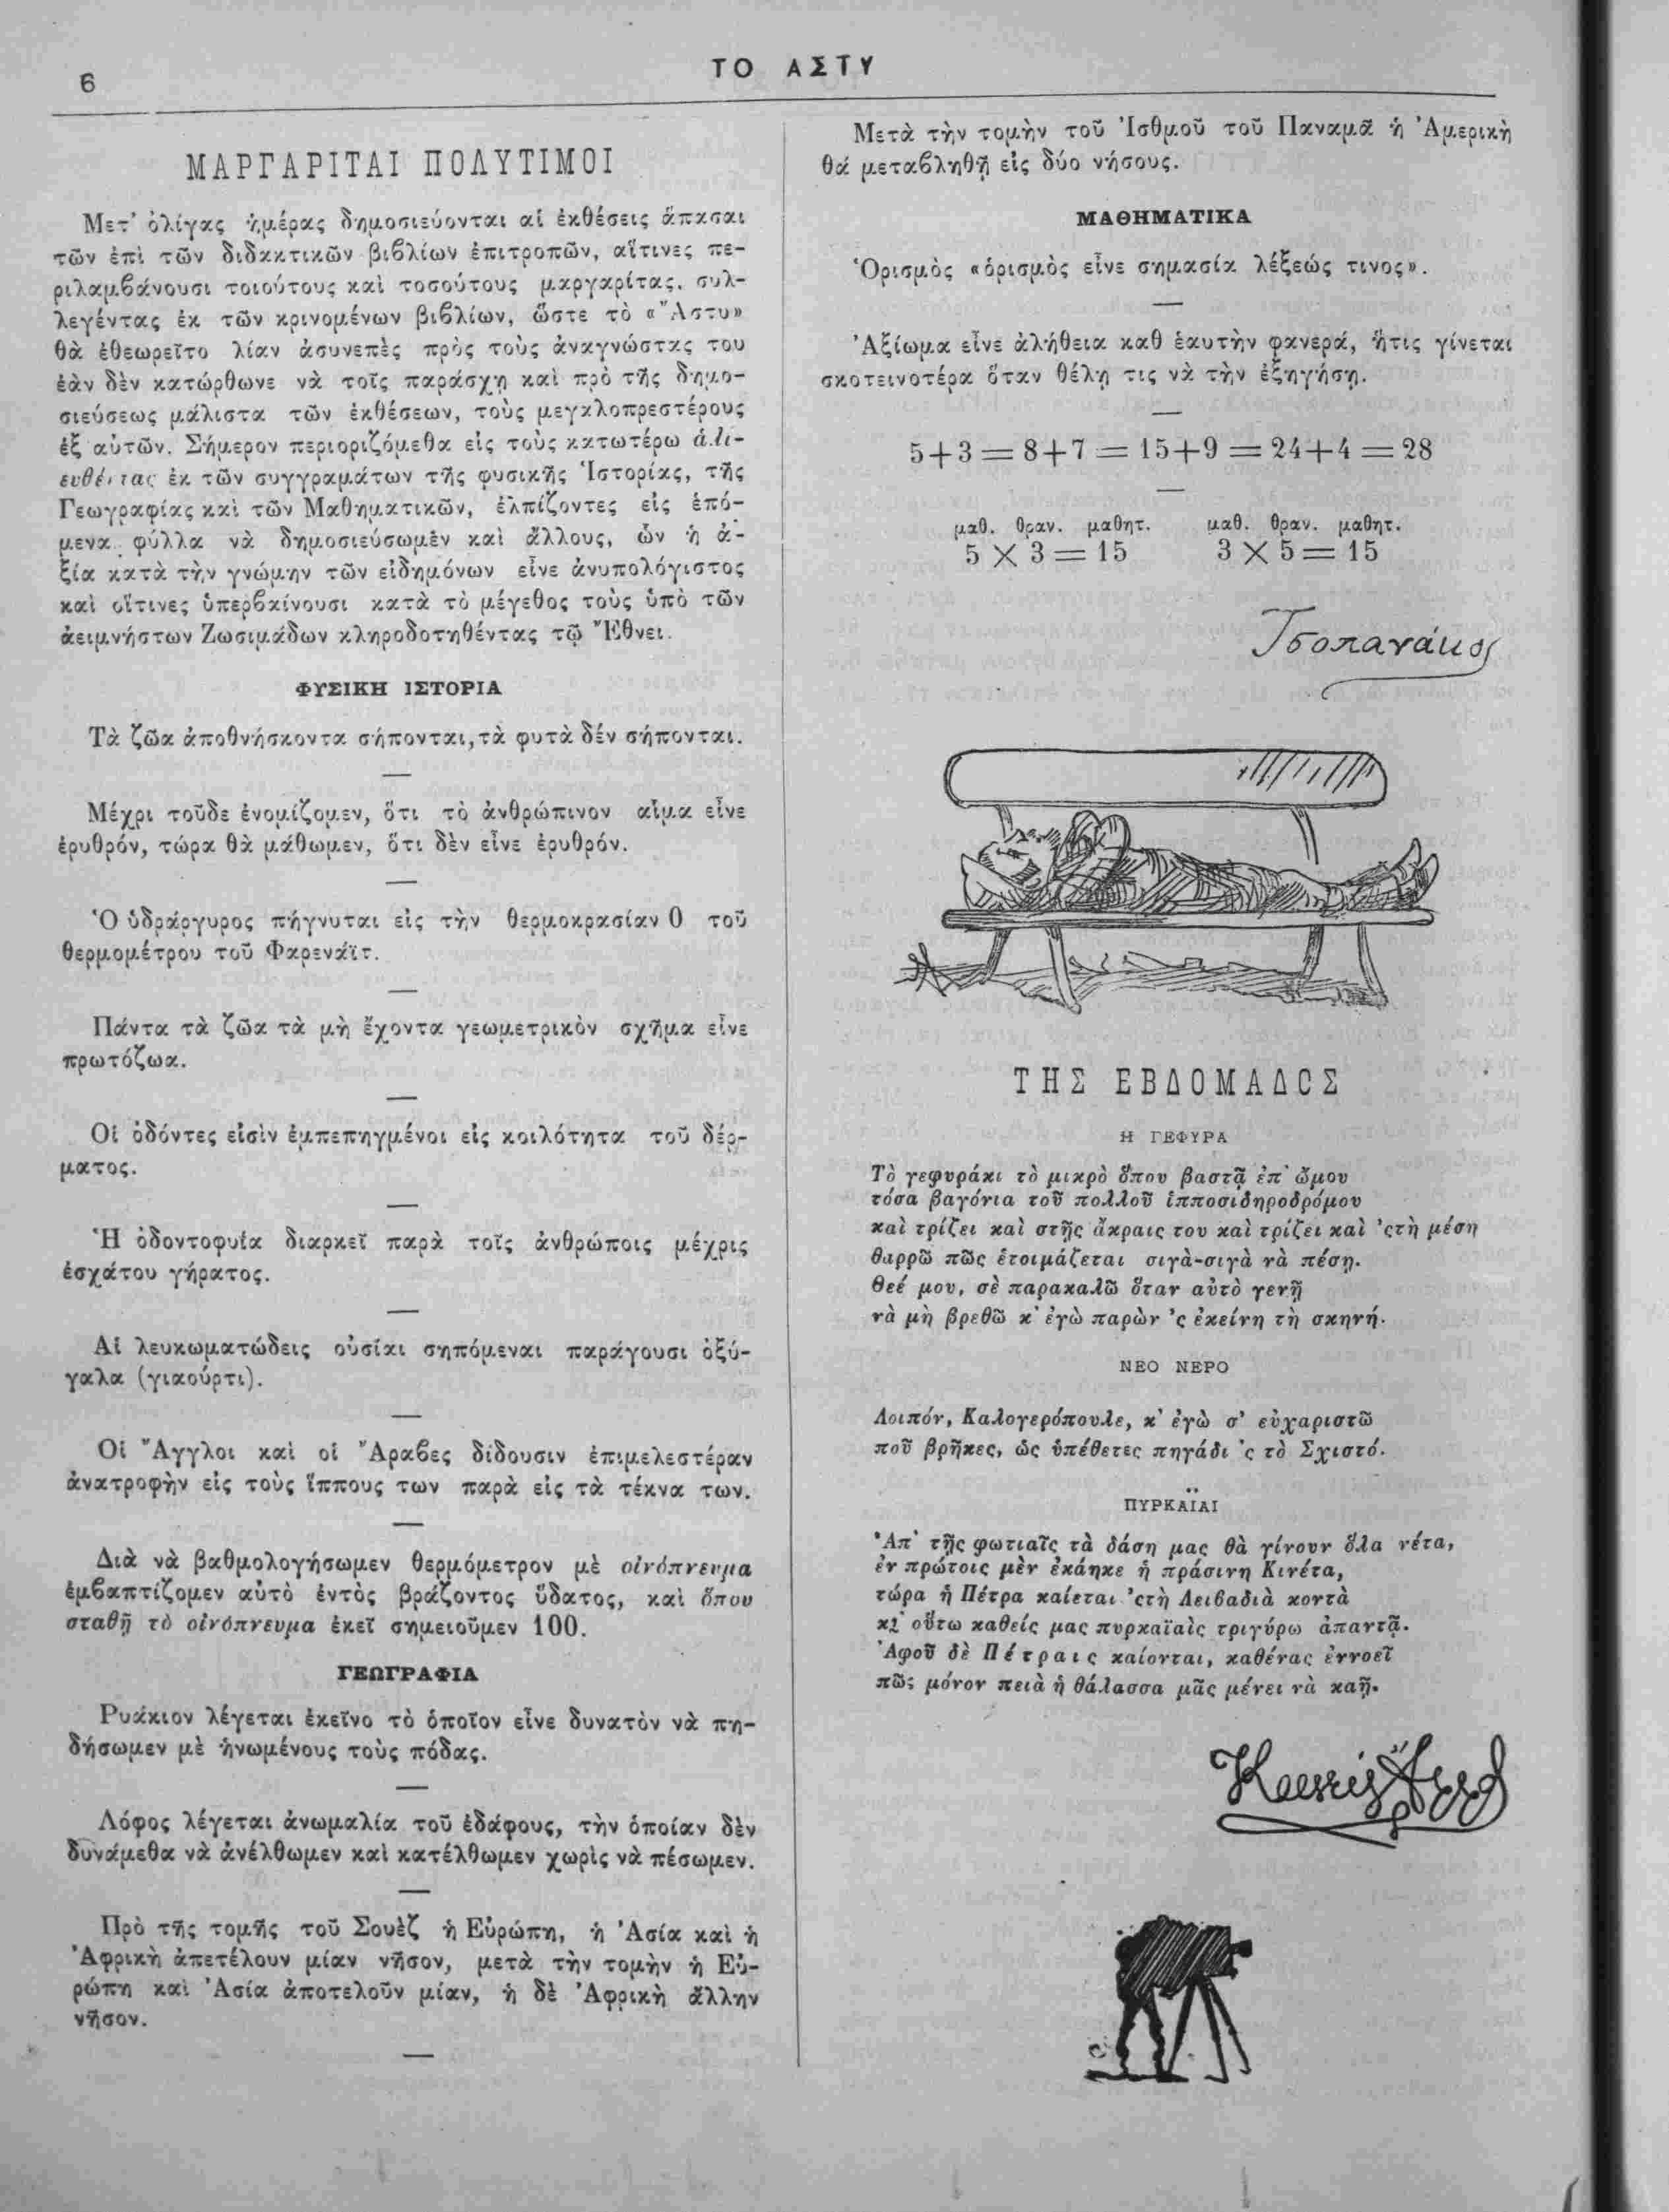 6
ΤΟ ΑΣΤΥ
ΜΑΡΓΑΡΙΤΑΙ ΠΟΛΥΤΙΜΟΙ
Μετ' ὀλίγας ἡμέρας δημοσιεύονται αἱ ἐκθέσεις ἅπασαι
τῶν ἐπὶ τῶν διδακτικῶν βιβλίων ἐπιτροπῶν, αἵτινες πε-
ριλαμβάνουσι τοιούτους καὶ τοσούτους μαργαρίτας, συλ-
λεγέντας ἐκ τῶν κρινομένων βιβλίων, ὥστε τὸ «Ἄστυ»
θὰ ἐθεωρεῖτο λίαν ἀσυνεπὲς πρὸς τοὺς ἀναγνώστας του
ἐὰν δὲν κατώρθωνε νὰ τοῖς παράσχῃ καὶ πρὸ τῆς δημο-
σιεύσεως μάλιστα τῶν ἐκθέσεων, τοὺς μεγαλοπρεστέρους
ἐξ αὐτῶν. Σήμερον περιοριζόμεθα εἰς τοὺς κατωτέρω ἁλι-
ευθέντας ἐκ τῶν συγγραμάτων τῆς φυσικῆς Ἱστορίας, τῆς
Γεωγραφίας καὶ τῶν Μαθηματικῶν, ἐλπίζοντες εἰς ἑπό-
μενα φύλλα νὰ δημοσιεύσωμὲν καὶ ἄλλους, ὧν ἡ ἀ-
ξία κατὰ τὴν γνώμην τῶν εἰδημόνων εἶνε ἀνυπολόγιστος
καὶ οἵτινες ὑπερβαίνουσι κατὰ τὸ μέγεθος τοὺς ὑπὸ τῶν
ἀειμνήστων Ζωσιμάδων κληροδοτηθέντας τῷ Ἔθνει.
ΦΥΣΙΚΗ ΙΣΤΟΡΙΑ
Τὰ ζῶα ἀποθνήσκοντα σήπονται, τὰ φυτὰ δέν σήπονται.
Μέχρι τοῦδε ἐνομίζομεν, ὅτι τὸ ἀνθρώπινον αἷμα εἶνε
ἐρυθρόν, τώρα θὰ μάθωμεν, ὅτι δὲν εἶνε ἐρυθρόν.
Ὁ ὑδράργυρος πήγνυται εἰς τὴν θερμοκρασίαν 0 τοῦ
θερμομέτρου τοῦ Φαρενάϊτ.
Πάντα τὰ ζῶα τὰ μὴ ἔχοντα γεωμετρικὸν σχῆμα εἶνε
πρωτόζωα.
Οἱ ὀδόντες εἰσὶν ἐμπεπηγμένοι εἰς κοιλότητα τοῦ δέρ-
ματος.
Ἡ ὀδοντοφυΐα διαρκεῖ παρὰ τοῖς ἀνθρώποις μέχρις
ἐσχάτου γήρατος.
Αἱ λευκωματώδεις οὐσίαι σηπόμεναι παράγουσι ὀξύ-
γαλα (γιαούρτι).
Οἱ Ἄγγλοι καὶ οἱ Ἄραβες δίδουσιν ἐπιμελεστέραν
ἀνατροφὴν εἰς τοὺς ἵππους των παρὰ εἰς τὰ τέκνα των.
Διὰ νὰ βαθμολογήσωμεν θερμόμετρον μὲ οἰνόπνευμα
ἐμβαπτίζομεν αὐτὸ ἐντὸς βράζοντος ὕδατος, καὶ ὅπου
σταθῇ τὸ οἰνόπνευμα ἐκεῖ σημειοῦμεν 100.
ΓΕΩΓΡΑΦΙΑ
Ρυάκιον λέγεται ἐκεῖνο τὸ ὁποῖον εἶνε δυνατὸν νὰ πη-
δήσωμεν μὲ ἡνωμένους τοὺς πόδας.
Λόφος λέγεται ἀνωμαλία τοῦ ἐδάφους, τὴν ὁποίαν δὲν
δυνάμεθα νὰ ἀνέλθωμεν καὶ κατέλθωμεν χωρὶς νὰ πέσωμεν.
Πρὸ τῆς τομῆς τοῦ Σουὲζ ἡ Εὐρώπη, ἡ Ἀσία καὶ ἡ
Ἀφρικὴ ἀπετέλουν μίαν νῆσον, μετὰ τὴν τομὴν ἡ Εὐ-
ρώπη καὶ Ἀσία ἀποτελοῦν μίαν, ἡ δὲ Ἀφρικὴ ἄλλην
νῆσον.
Μετὰ τὴν τομὴν τοῦ Ἰσθμοῦ τοῦ Παναμᾶ ἡ Ἀμερικὴ
θά μεταβληθῇ εἰς δύο νήσους.
ΜΑΘΗΜΑΤΙΚΑ
Ὁρισμὸς «ὁρισμὸς εἶνε σημασία λέξεώς τινος».
Ἀξίωμα εἶνε ἀλήθεια καθ ἑαυτὴν φανερά, ἥτις γίνεται
σκοτεινοτέρα ὅταν θέλῃ τις νὰ τὴν ἐξηγήσῃ.
5+3=8+7=15+9=24+4=28
μαθ. θραν. μαθητ. μαθ. θραν. μαθητ.
5 × 3 = 15 3 × 5 = 15
Τσοπανάκος
ΤΗΣ ΕΒΔΟΜΑΔΟΣ
Η ΓΕΦΥΡΑ
Τὸ γεφυράκι τὸ μικρὸ ὅπου βαστᾷ ἐπ' ὤμου
τόσα βαγόνια τοῦ πολλοῦ ἱπποσιδηροδρόμου
καὶ τρίζει καὶ στῇς ἄκραις του καὶ τρίζει καὶ 'ςτὴ μέση
θαρρῶ πῶς ἑτοιμάζεται σιγὰ-σιγὰ νὰ πέσῃ.
Θεέ μου, σὲ παρακαλῶ ὅταν αὐτὸ γενῇ
νὰ μὴ βρεθῶ κ' ἐγὼ παρὼν 'ς ἐκείνη τὴ σκηνή.
ΝΕΟ ΝΕΡΟ
Λοιπόν, Καλογερόπουλε, κ' ἐγὼ σ' εὐχαριστῶ
ποῦ βρῆκες, ὡς ὑπέθετες πηγάδι 'ς τὸ Σχιστό.
ΠΥΡΚΑΪΑΙ
Ἀπ' τῇς φωτιαῖς τὰ δάση μας θὰ γίνουν ὅλα νέτα,
ἐν πρώτοις μὲν ἐκάηκε ἡ πράσινη Κινέτα,
τώρα ἡ Πέτρα καίεται 'ςτὴ Λειβαδιὰ κοντὰ
κι' οὕτω καθείς μας πυρκαϊαὶς τριγύρω ἀπαντᾷ.
Ἀφοῦ δὲ Πέτραις καίονται, καθένας ἐννοεῖ
πῶς μόνον πειὰ ἡ θάλασσα μᾶς μένει νὰ καῇ.